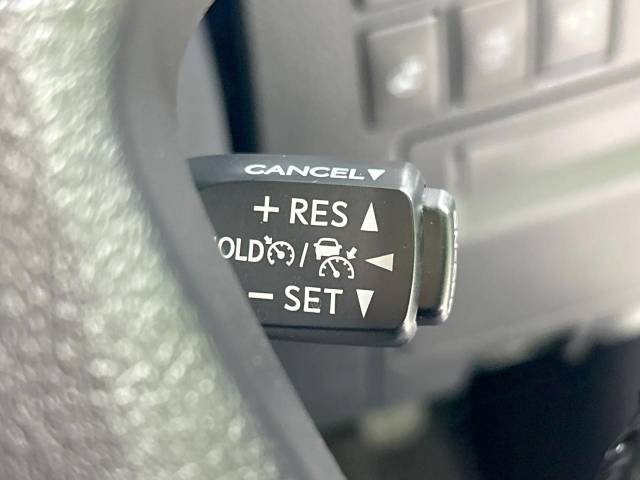 CANCEL▼
+ RES ▲
OLD / ◀
− SET ▼